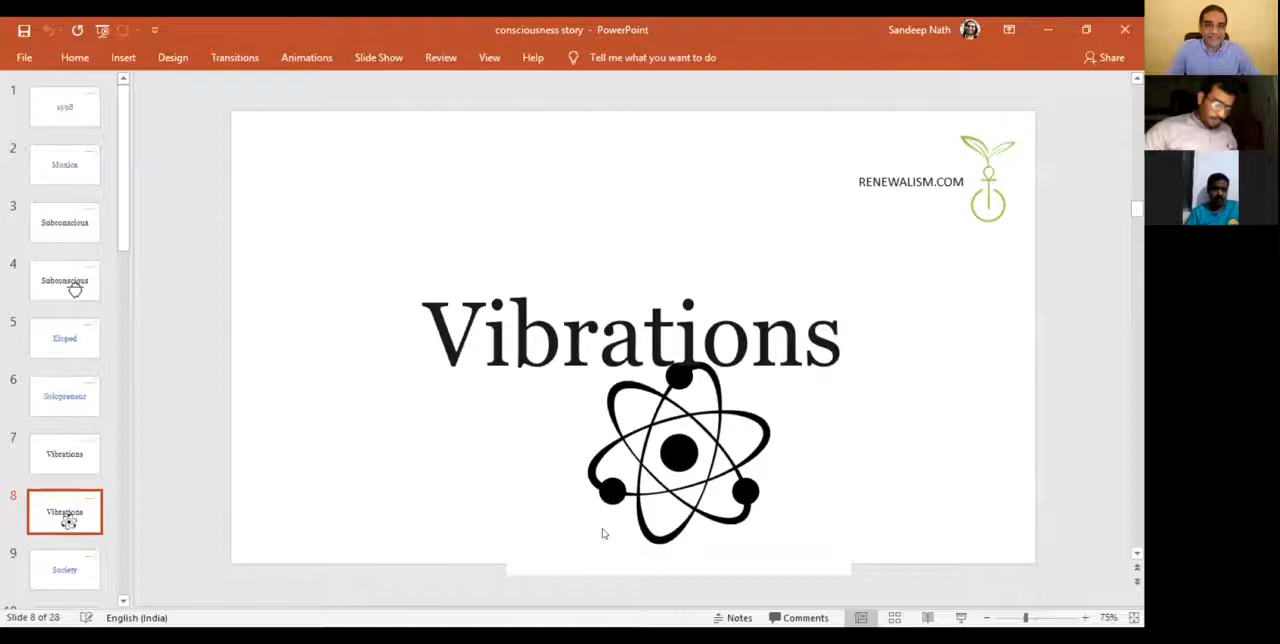 consciousness story - PowerPoint
Sandeep Nath
File Home Insert Design Transitions Animations Slide Show Review View Help Tell me what you want to do Share
1
1998
2
Monica
3
Subconscious
4
Subconscious
5
Eloped
6
Solopreneur
7
Vibrations
8
Vibrations
9
Society
RENEWALISM.COM
Vibrations
Slide 8 of 28 English (India) Notes Comments 75%